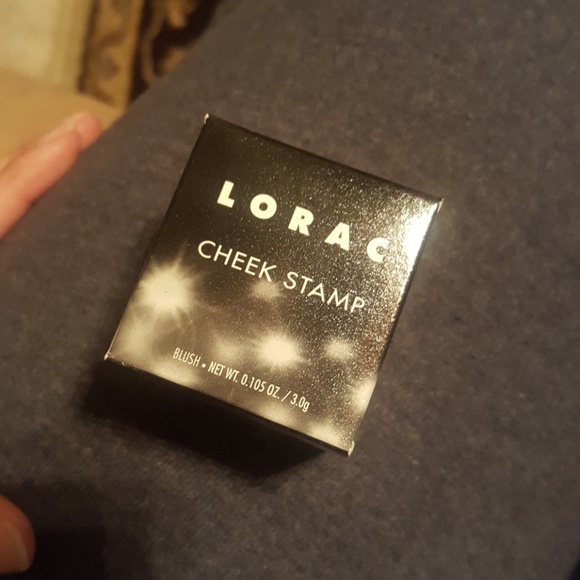 LORAC
CHEEK STAMP
BLUSH • NET WT. 0.105 OZ. / 3.0g